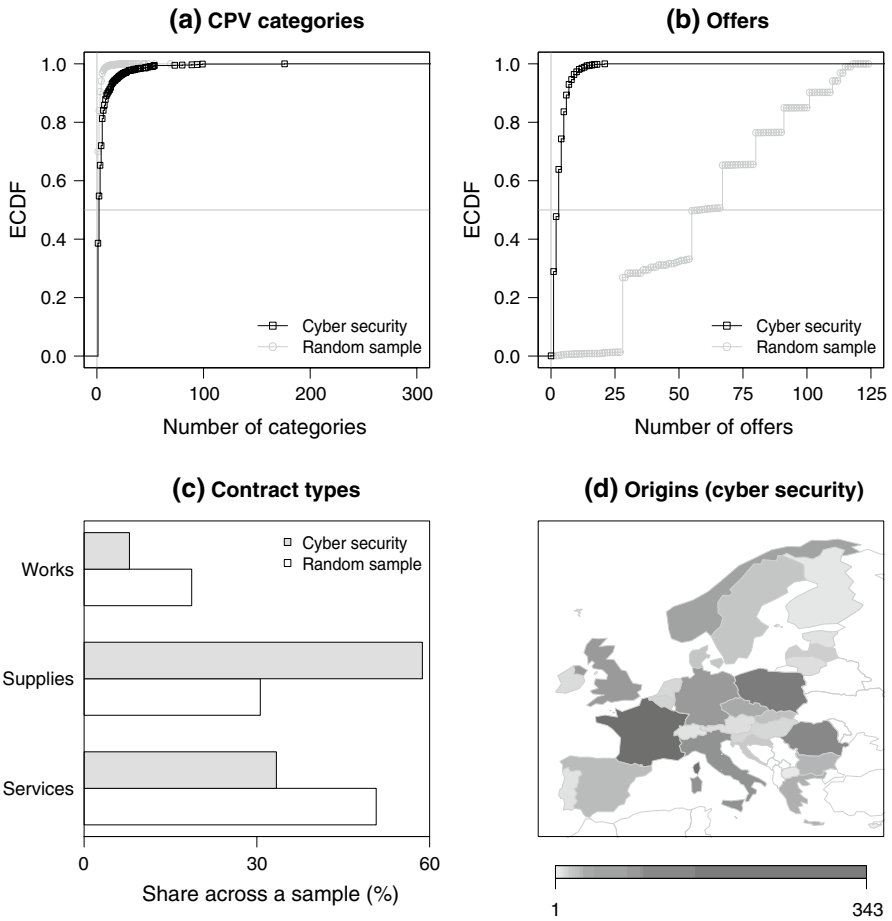 (a) CPV categories
ECDF
1.0
0.8
0.6
0.4
0.2
0.0
Cyber security
Random sample
0 100 200 300
Number of categories
(b) Offers
ECDF
1.0
0.8
0.6
0.4
0.2
0.0
Cyber security
Random sample
0 25 50 75 100 125
Number of offers
(c) Contract types
Works
Supplies
Services
Cyber security
Random sample
0 30 60
Share across a sample (%)
(d) Origins (cyber security)
1 343